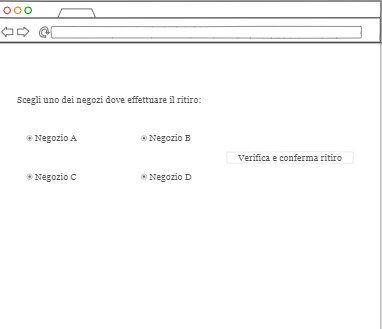 Scegli uno dei negozi dove effettuare il ritiro:
Negozio A
Negozio B
Verifica e conferma ritiro
Negozio C
Negozio D